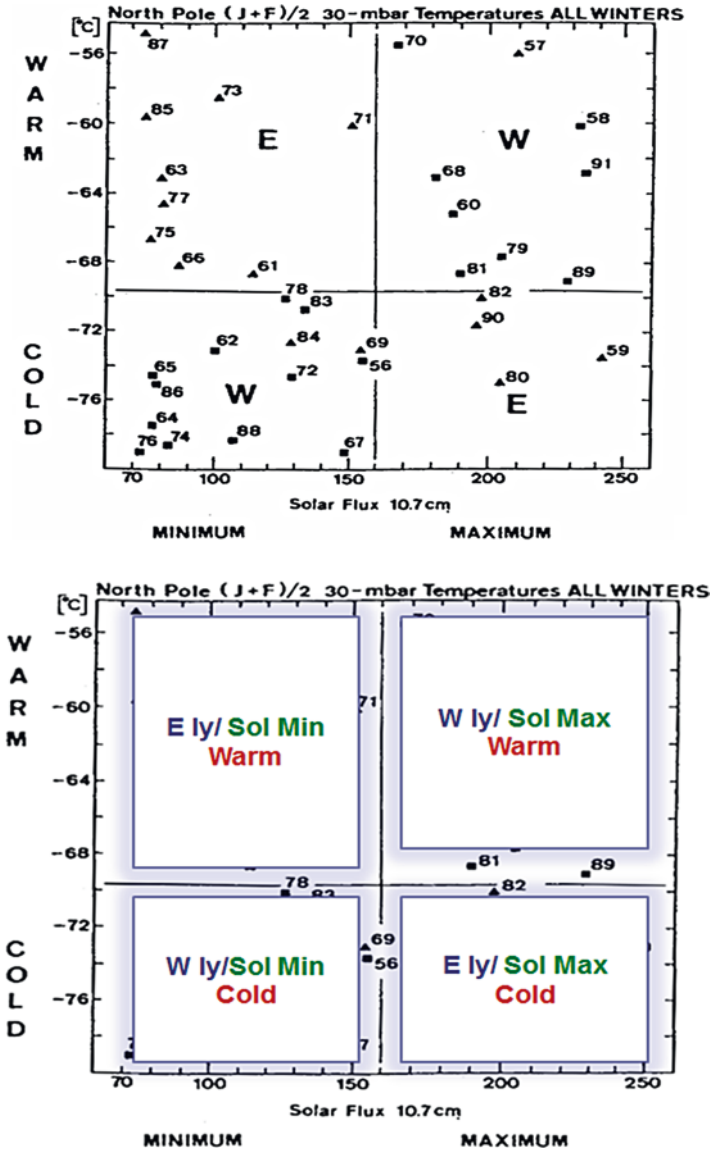 North Pole (J+F)/2 30-mbar Temperatures ALL WINTERS
[°C]
WARM
COLD
-56
-60
-64
-68
-72
-76
87
70
57
73
85
71
58
E
W
91
63
68
77
60
75
79
66
61
81
89
78
82
83
90
84
62
69
59
56
65
72
80
86
W
E
64
76
74
88
67
70 100 150 200 250
Solar Flux 10.7cm
MINIMUM MAXIMUM
North Pole (J+F)/2 30-mbar Temperatures ALL WINTERS
[°C]
WARM
COLD
-56
-60
-64
-68
-72
-76
71
E ly/ Sol Min
Warm
W ly/ Sol Max
Warm
81
89
78
82
69
56
W ly/Sol Min
Cold
E ly/ Sol Max
Cold
7
70 100 150 200 250
Solar Flux 10.7cm
MINIMUM MAXIMUM